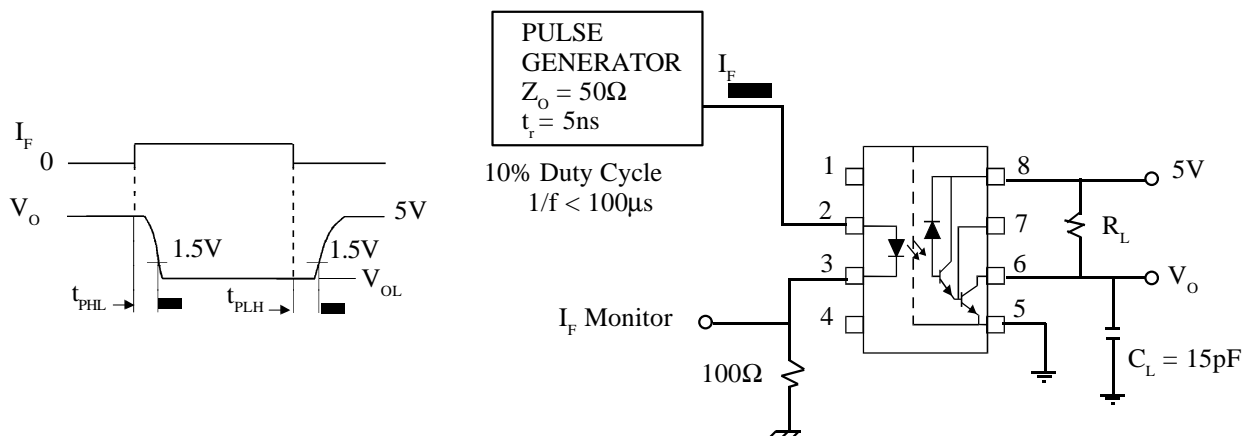 I_F
0
V_O
5V
1.5V
1.5V
V_OL
t_PHL
t_PLH
PULSE
GENERATOR
Z_O = 50Ω
t_r = 5ns
I_F
10% Duty Cycle
1/f < 100μs
1
2
3
4
8
7
6
5
5V
R_L
V_O
I_F Monitor
100Ω
C_L = 15pF